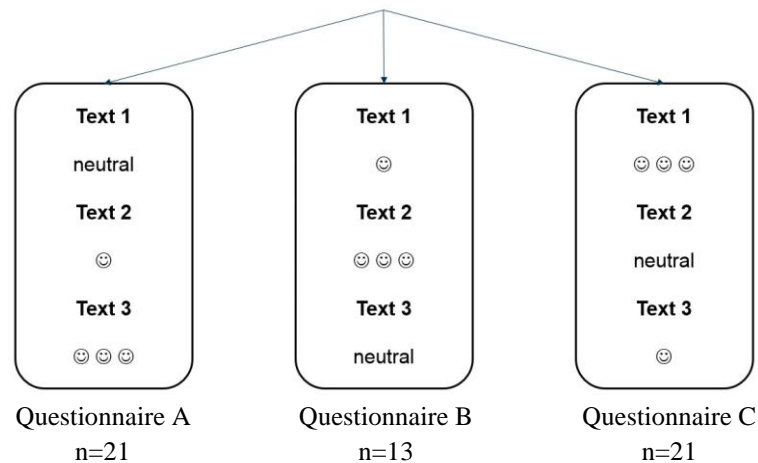 Text 1
neutral
Text 2
☺
Text 3
☺ ☺ ☺
Questionnaire A
n=21
Text 1
☺
Text 2
☺ ☺ ☺
Text 3
neutral
Questionnaire B
n=13
Text 1
☺ ☺ ☺
Text 2
neutral
Text 3
☺
Questionnaire C
n=21